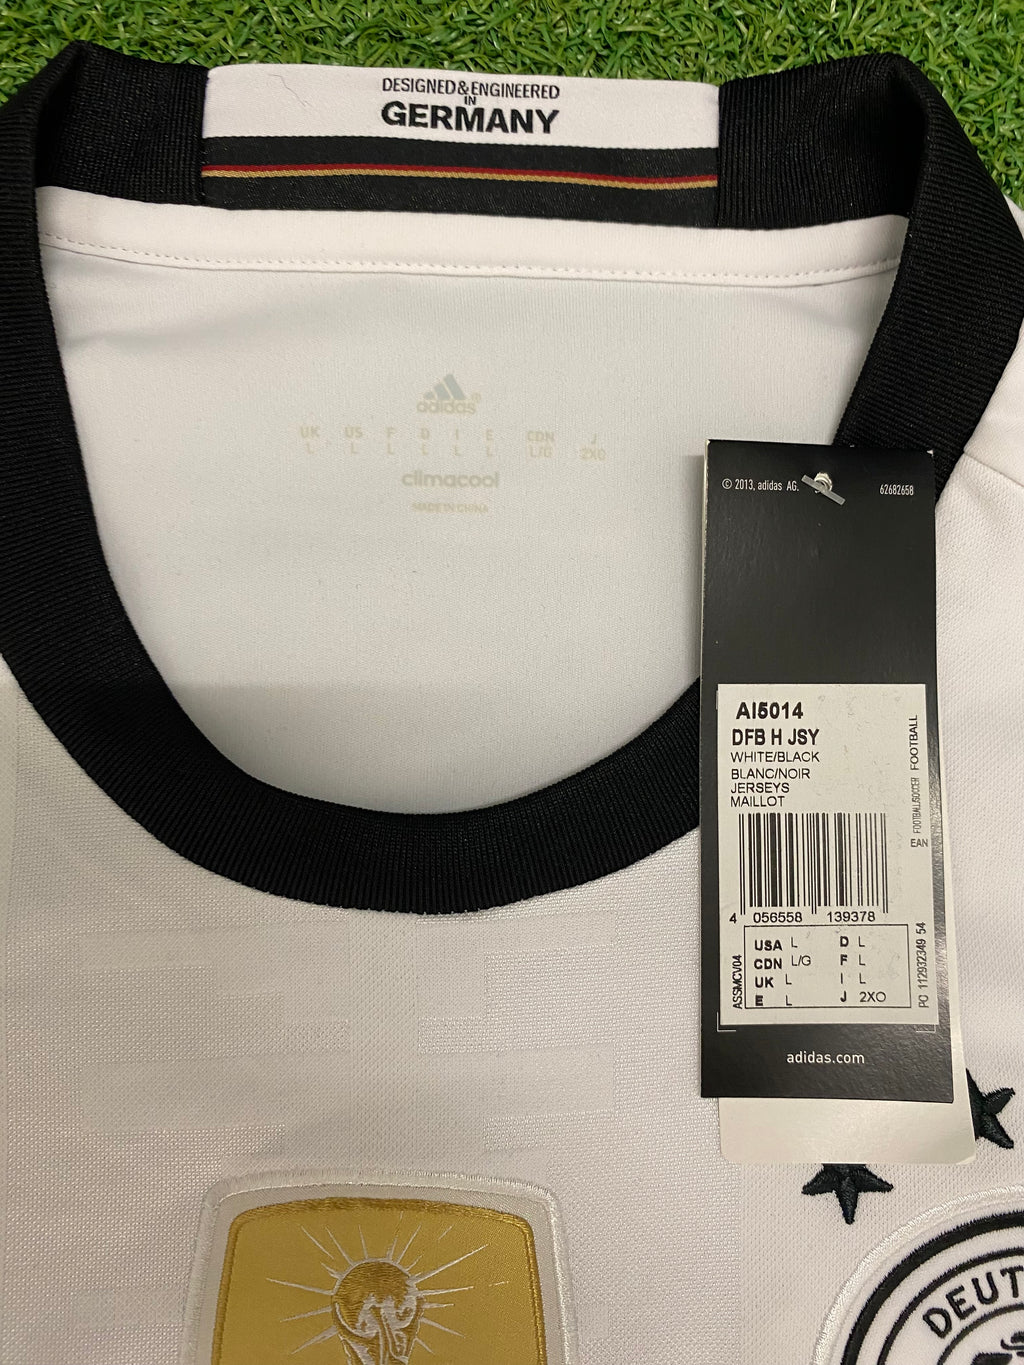 DESIGNED & ENGINEERED
IN
GERMANY
adidas®
UK US F D I E CDN J
L L L L L L L/G 2XO
climacool
MADE IN CHINA
© 2013, adidas AG. 62682658
AI5014
DFB H JSY
WHITE/BLACK
BLANC/NOIR
JERSEYS
MAILLOT
FOOTBALL/SOCCER FOOTBALL
EAN
4 056558 139378
USA L D L
CDN L/G F L
UK L I L
E L J 2XO
ASSMCV04
PO 112932349 54
adidas.com
DEUT